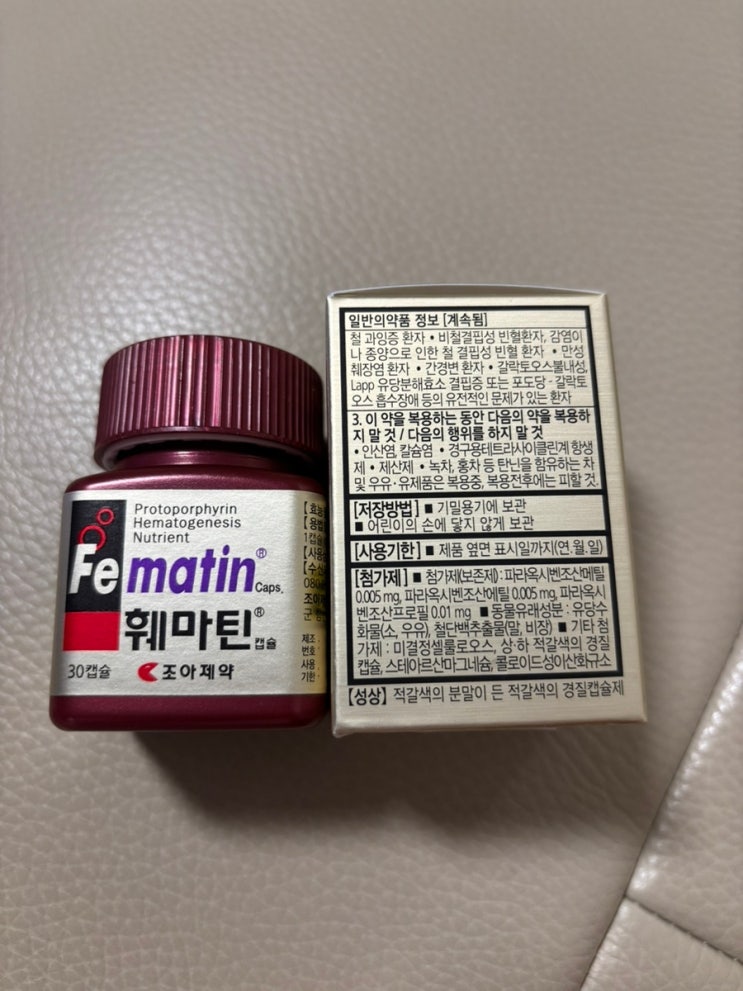 Protoporphyrin
Hematogenesis
Nutrient
Fe matin® Caps.
훼마틴® 캡슐
30캡슐 조아제약
1캡슐
080
제조
번호
사용
기한
일반의약품 정보 [계속됨]
철 과잉증 환자 • 비철결핍성 빈혈환자, 감염이
나 종양으로 인한 철 결핍성 빈혈 환자 • 만성
췌장염 환자 • 간경변 환자 • 갈락토오스불내성,
Lapp 유당분해효소 결핍증 또는 포도당 - 갈락토
오스 흡수장애 등의 유전적인 문제가 있는 환자
3. 이 약을 복용하는 동안 다음의 약을 복용하
지 말 것 / 다음의 행위를 하지 말 것
• 인산염, 칼슘염 • 경구용테트라사이클린계 항생
제 • 제산제 • 녹차, 홍차 등 탄닌을 함유하는 차
및 우유·유제품은 복용중, 복용전후에는 피할 것.
[저장방법] ■ 기밀용기에 보관
■ 어린이의 손에 닿지 않게 보관
[사용기한] ■ 제품 옆면 표시일까지(연.월.일)
[첨가제] ■ 첨가제(보존제) : 파라옥시벤조산메틸
0.005 mg, 파라옥시벤조산에틸 0.005 mg, 파라옥시
벤조산프로필 0.01 mg ■ 동물유래성분 : 유당수
화물(소, 우유), 철단백추출물(말, 비장) ■ 기타 첨
가제 : 미결정셀룰로오스, 상·하 적갈색의 경질
캡슐, 스테아르산마그네슘, 콜로이드성이산화규소
[성상] 적갈색의 분말이 든 적갈색의 경질캡슐제